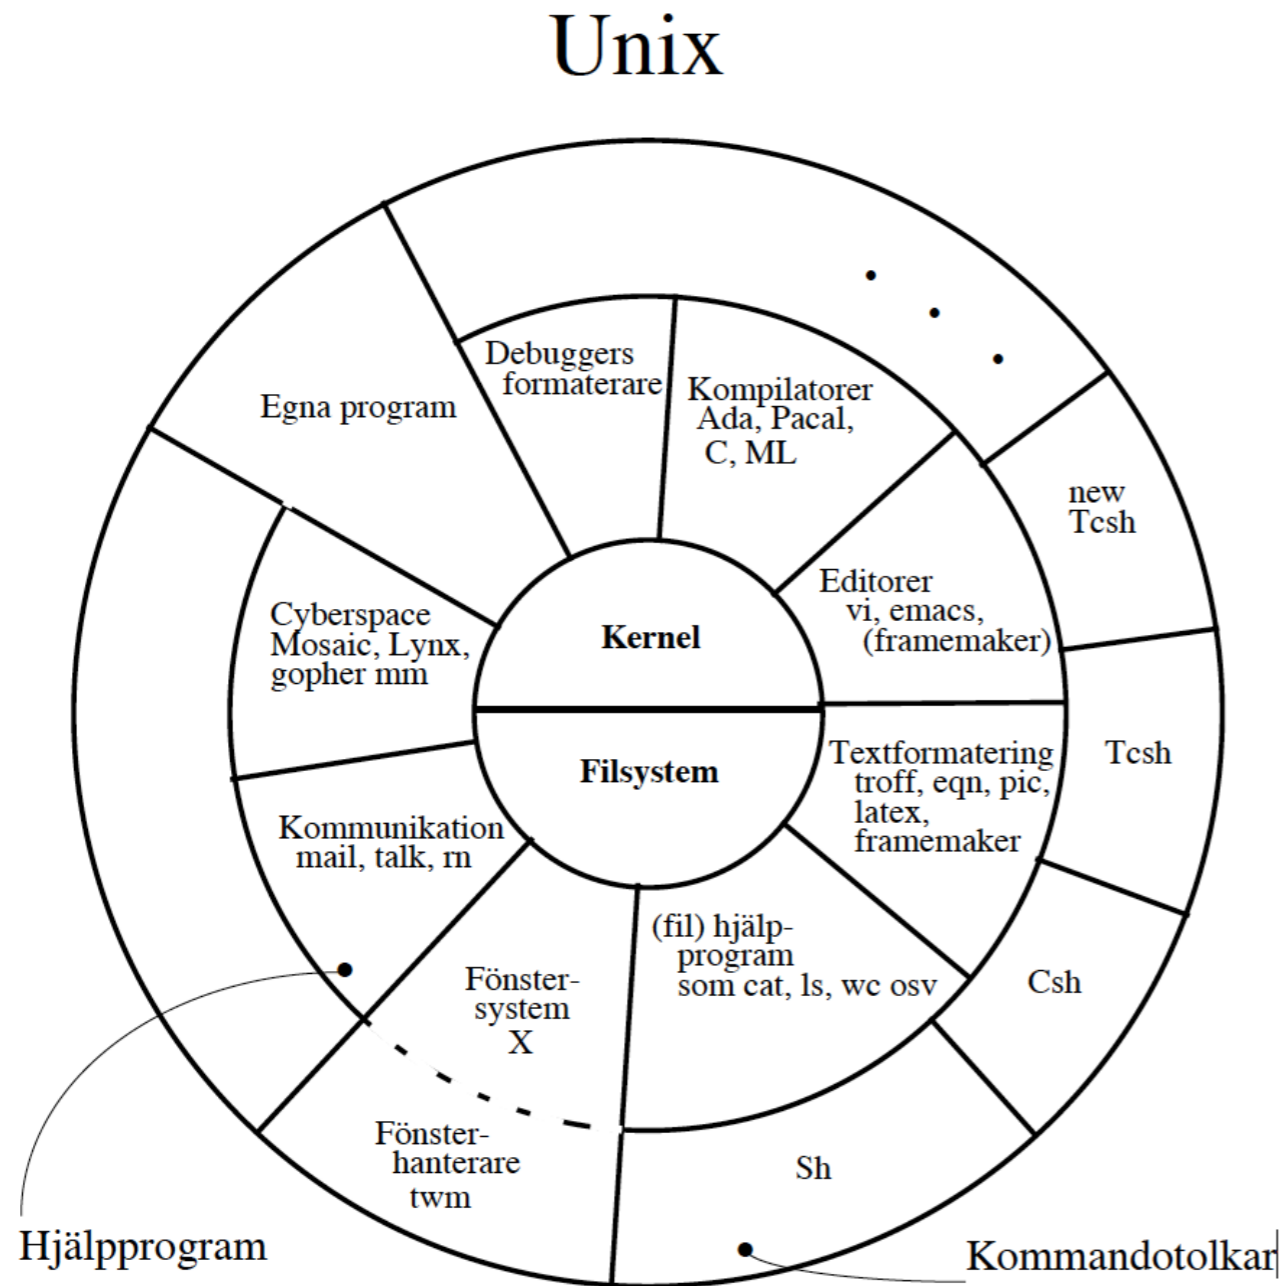 Unix
Debuggers
formaterare
Kompilatorer
Ada, Pacal,
C, ML
Egna program
new
Tcsh
Editorer
vi, emacs,
(framemaker)
Cyberspace
Mosaic, Lynx,
gopher mm
Kernel
Filsystem
Textformatering
troff, eqn, pic,
latex,
framemaker
Tcsh
Kommunikation
mail, talk, rn
(fil) hjälp-
program
som cat, ls, wc osv
Fönster-
system
X
Csh
Fönster-
hanterare
twm
Sh
Hjälpprogram
Kommandotolkar